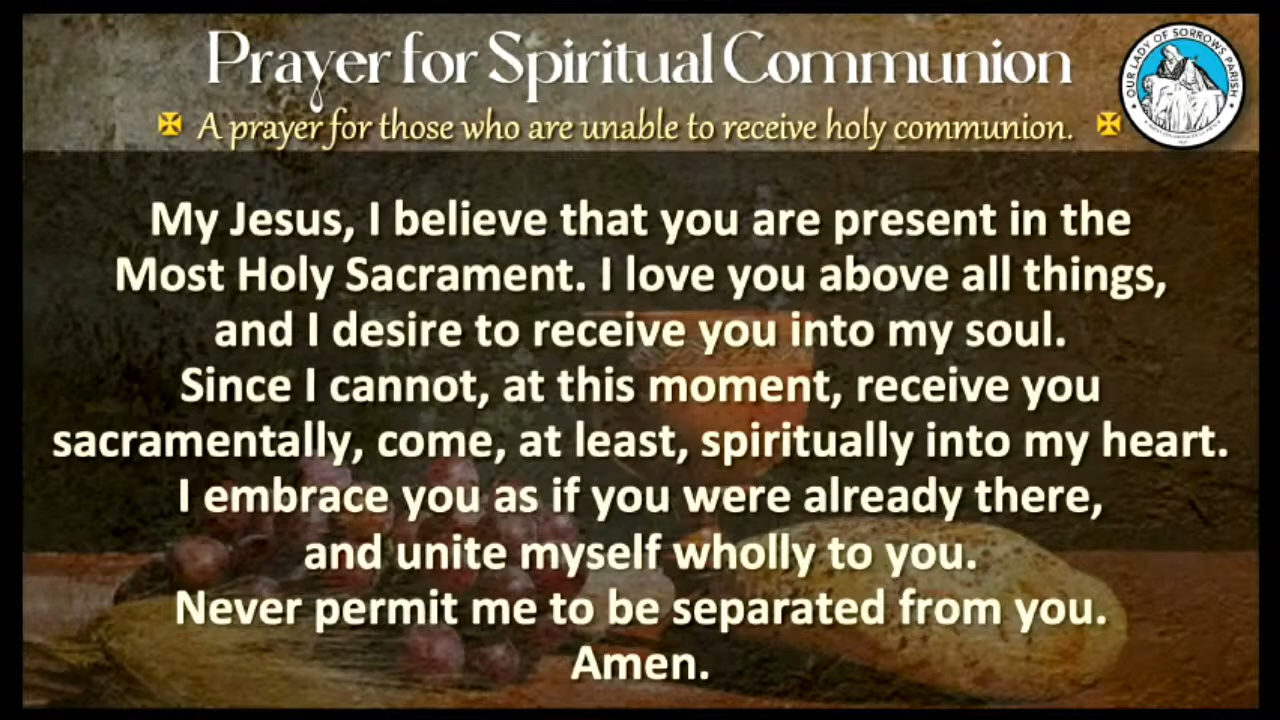 Prayer for Spiritual Communion
A prayer for those who are unable to receive holy communion.
OUR LADY OF SORROWS PARISH
My Jesus, I believe that you are present in the
Most Holy Sacrament. I love you above all things,
and I desire to receive you into my soul.
Since I cannot, at this moment, receive you
sacramentally, come, at least, spiritually into my heart.
I embrace you as if you were already there,
and unite myself wholly to you.
Never permit me to be separated from you.
Amen.